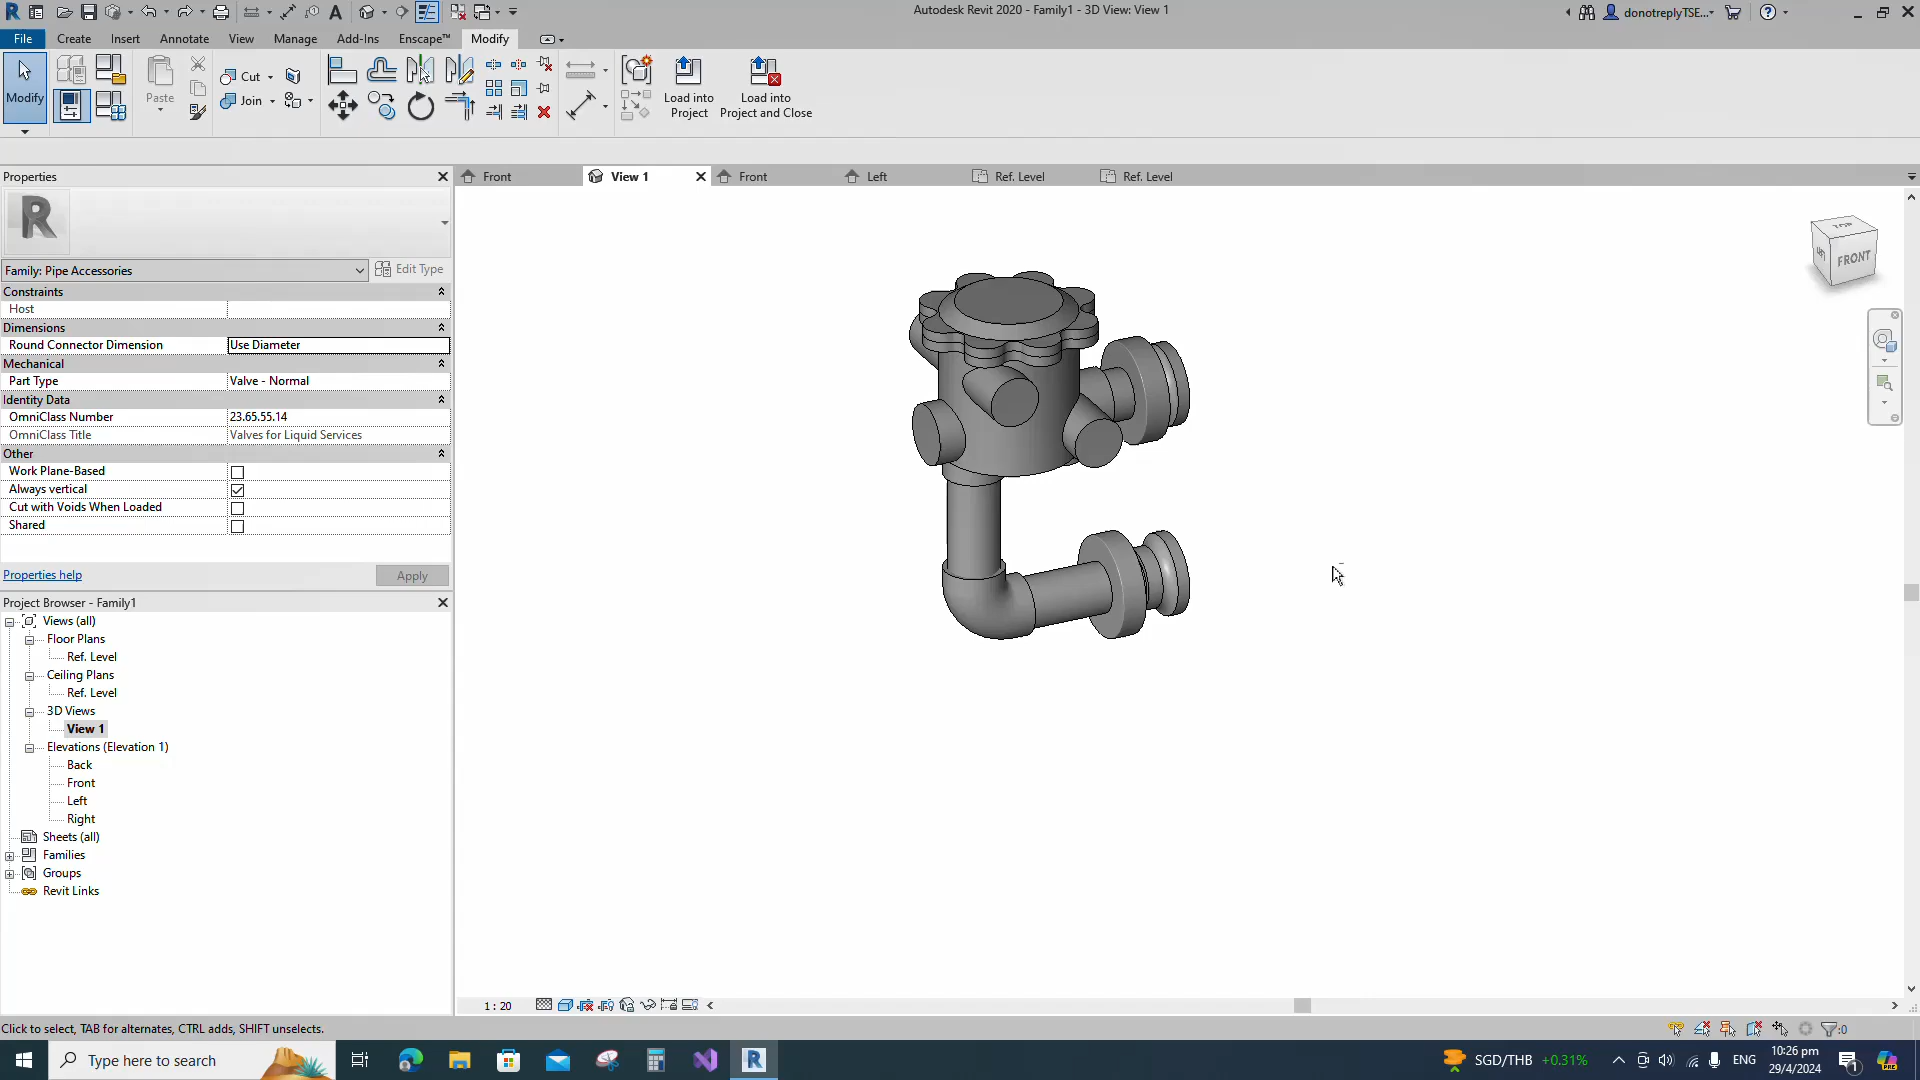 Autodesk Revit 2020 - Family1 - 3D View: View 1
donotreplyTSE...
File
Create
Insert
Annotate
View
Manage
Add-Ins
Enscape™
Modify
Modify
Paste
Cut
Join
Load into
Project
Load into
Project and Close
Properties
Front
View 1
Front
Left
Ref. Level
Ref. Level
R
Family: Pipe Accessories
Edit Type
Constraints
Host
Dimensions
Round Connector Dimension
Use Diameter
Mechanical
Part Type
Valve - Normal
Identity Data
OmniClass Number
23.65.55.14
OmniClass Title
Valves for Liquid Services
Other
Work Plane-Based
Always vertical
Cut with Voids When Loaded
Shared
Properties help
Apply
TOP
FRONT
Project Browser - Family1
Views (all)
Floor Plans
Ref. Level
Ceiling Plans
Ref. Level
3D Views
View 1
Elevations (Elevation 1)
Back
Front
Left
Right
Sheets (all)
Families
Groups
Revit Links
1 : 20
Click to select, TAB for alternates, CTRL adds, SHIFT unselects.
:0
Type here to search
SGD/THB +0.31%
ENG
10:26 pm
29/4/2024
1